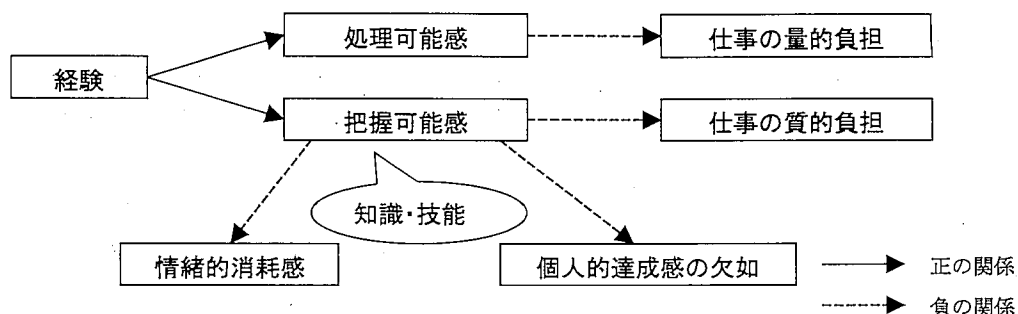 処理可能感
仕事の量的負担
経験
把握可能感
仕事の質的負担
知識・技能
情緒的消耗感
個人的達成感の欠如
正の関係
負の関係